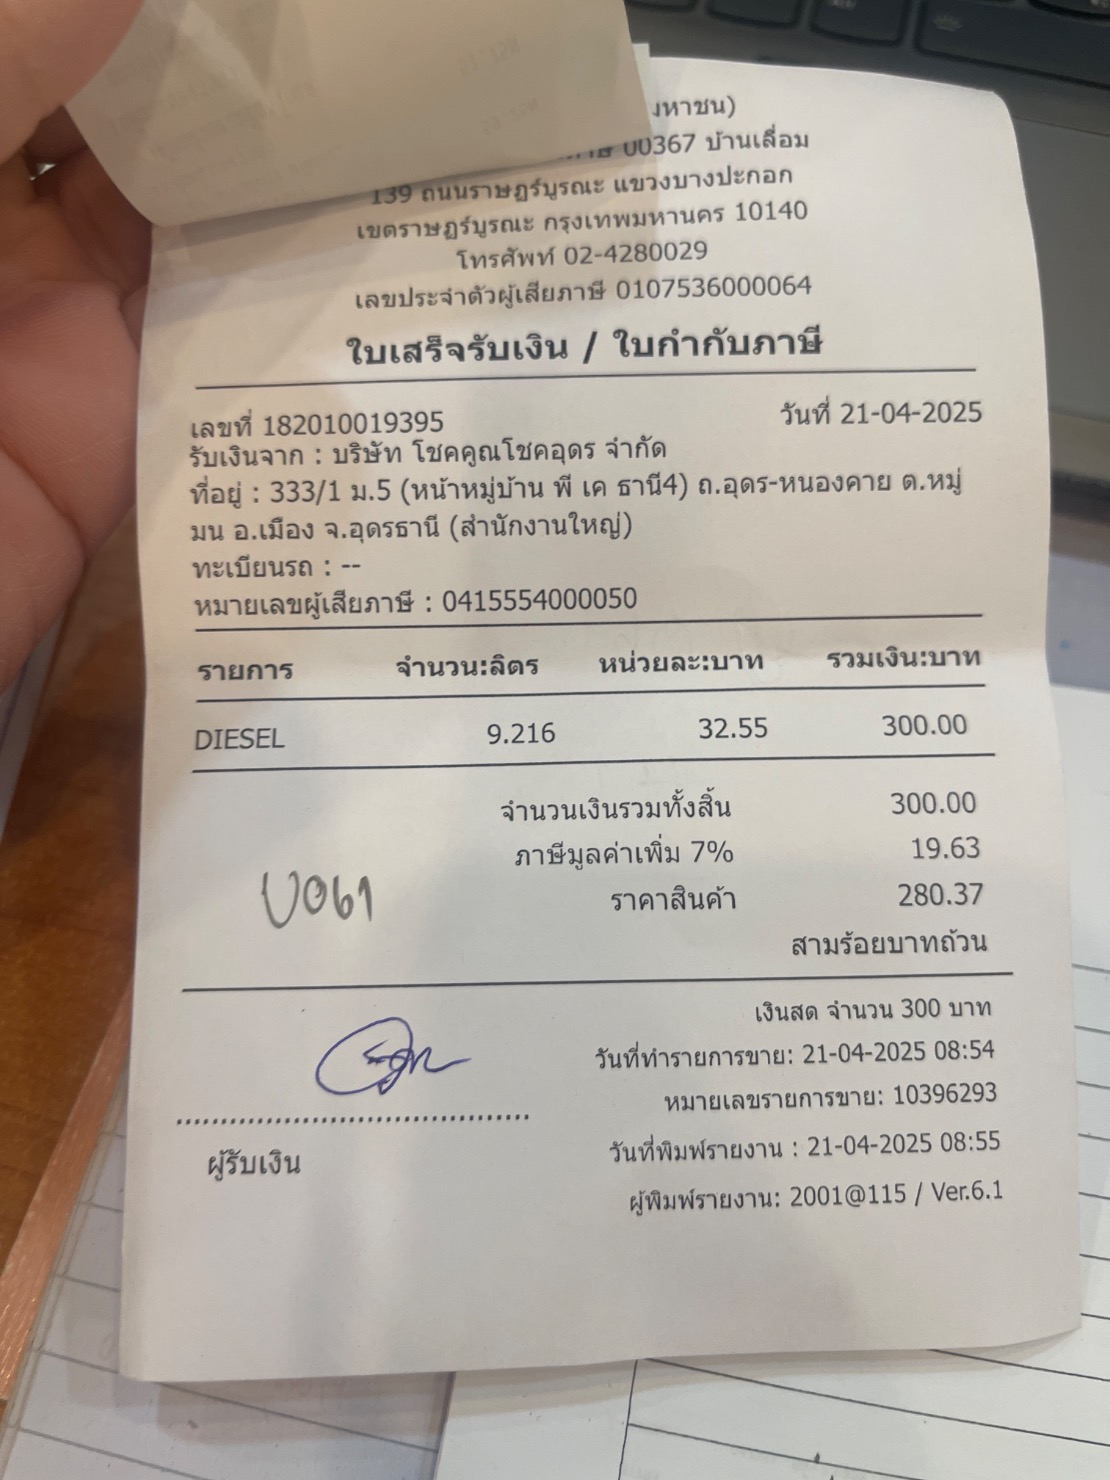 มหาชน)
00367 บ้านเลื่อม
139 ถนนราษฎร์บูรณะ แขวงบางปะกอก
เขตราษฎร์บูรณะ กรุงเทพมหานคร 10140
โทรศัพท์ 02-4280029
เลขประจำตัวผู้เสียภาษี 0107536000064
ใบเสร็จรับเงิน / ใบกำกับภาษี
เลขที่ 182010019395 วันที่ 21-04-2025
รับเงินจาก : บริษัท โชคคูณโชคอุดร จำกัด
ที่อยู่ : 333/1 ม.5 (หน้าหมู่บ้าน พี เค ธานี4) ถ.อุดร-หนองคาย ต.หมู่
มน อ.เมือง จ.อุดรธานี (สำนักงานใหญ่)
ทะเบียนรถ : --
หมายเลขผู้เสียภาษี : 0415554000050
รายการ จำนวน:ลิตร หน่วยละ:บาท รวมเงิน:บาท
DIESEL 9.216 32.55 300.00
จำนวนเงินรวมทั้งสิ้น 300.00
ภาษีมูลค่าเพิ่ม 7% 19.63
ราคาสินค้า 280.37
สามร้อยบาทถ้วน
เงินสด จำนวน 300 บาท
วันที่ทำรายการขาย: 21-04-2025 08:54
หมายเลขรายการขาย: 10396293
ผู้รับเงิน
วันที่พิมพ์รายงาน : 21-04-2025 08:55
ผู้พิมพ์รายงาน: 2001@115 / Ver.6.1